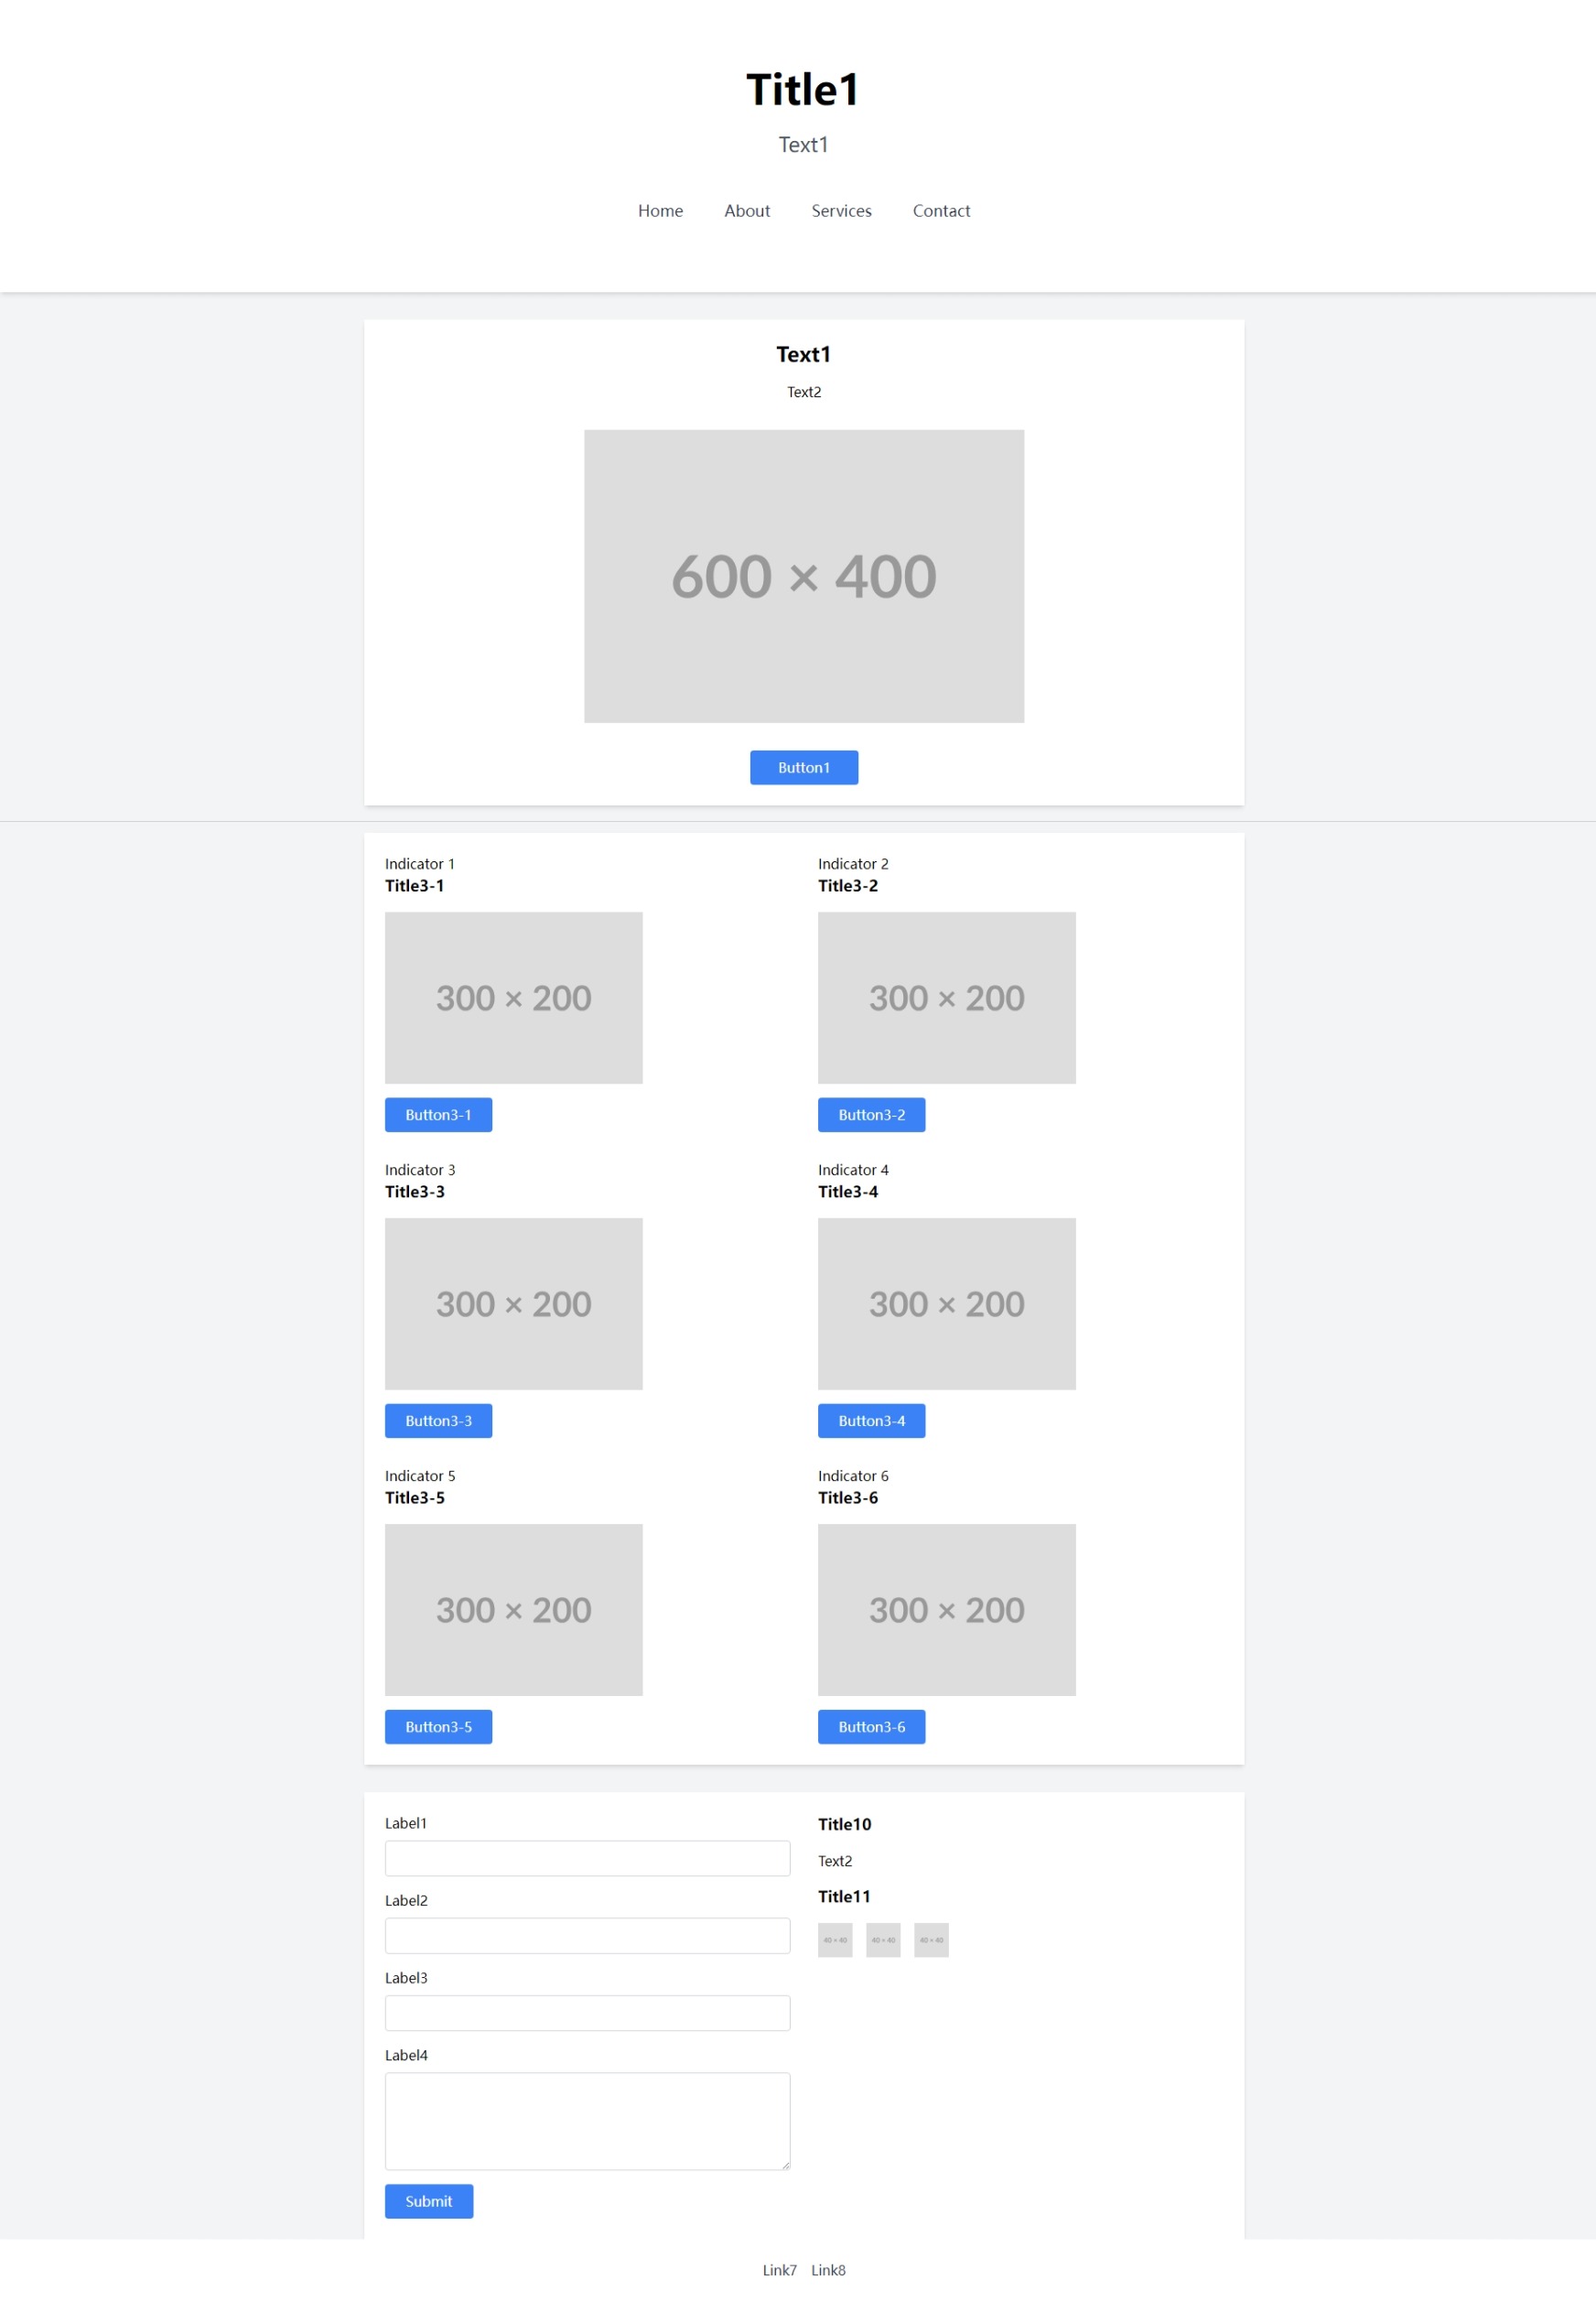 Title1
Text1
Home About Services Contact
Text1
Text2
600 × 400
Button1
Indicator 1
Title3-1
300 × 200
Button3-1
Indicator 2
Title3-2
300 × 200
Button3-2
Indicator 3
Title3-3
300 × 200
Button3-3
Indicator 4
Title3-4
300 × 200
Button3-4
Indicator 5
Title3-5
300 × 200
Button3-5
Indicator 6
Title3-6
300 × 200
Button3-6
Label1
Label2
Label3
Label4
Submit
Title10
Text2
Title11
40 × 40
40 × 40
40 × 40
Link7 Link8